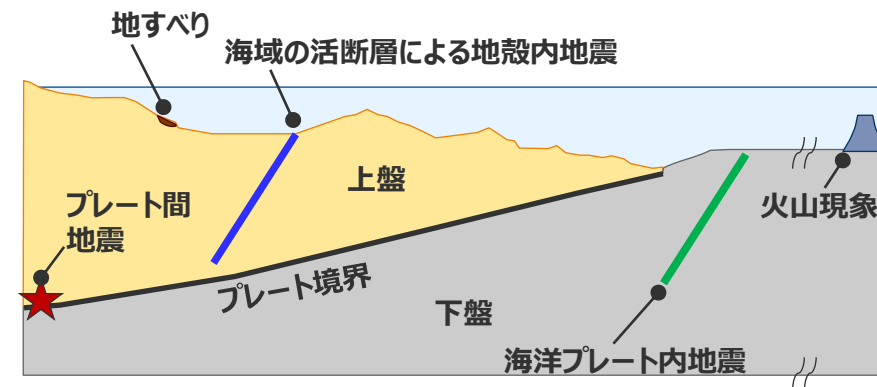 地すべり
海域の活断層による地殻内地震
上盤
プレート間
地震
火山現象
プレート境界
下盤
海洋プレート内地震